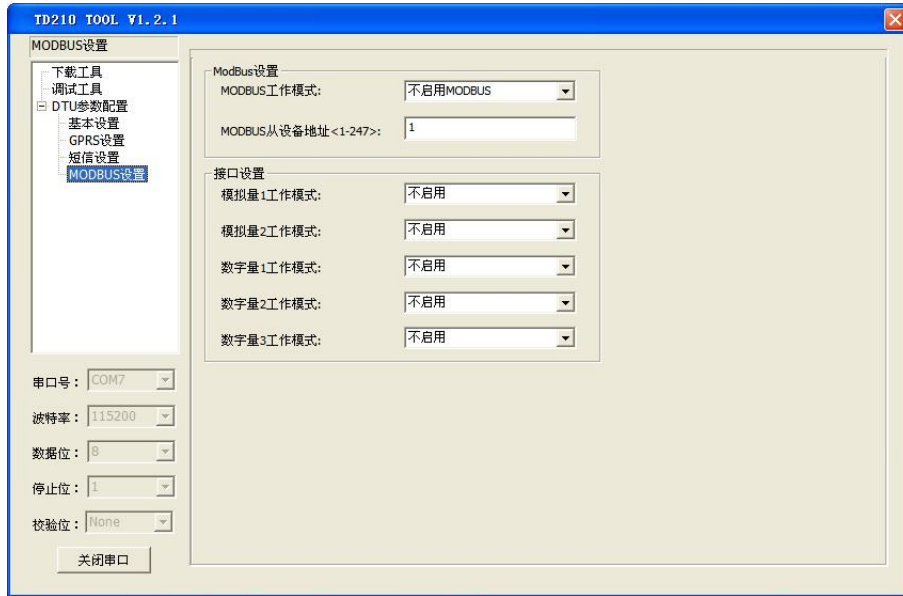 TD210 TOOL V1.2.1
MODBUS设置
下载工具
调试工具
DTU参数配置
基本设置
GPRS设置
短信设置
MODBUS设置
串口号： COM7
波特率： 115200
数据位： 8
停止位： 1
校验位： None
关闭串口
ModBus设置
MODBUS工作模式: 不启用MODBUS
MODBUS从设备地址<1-247>: 1
接口设置
模拟量1工作模式: 不启用
模拟量2工作模式: 不启用
数字量1工作模式: 不启用
数字量2工作模式: 不启用
数字量3工作模式: 不启用